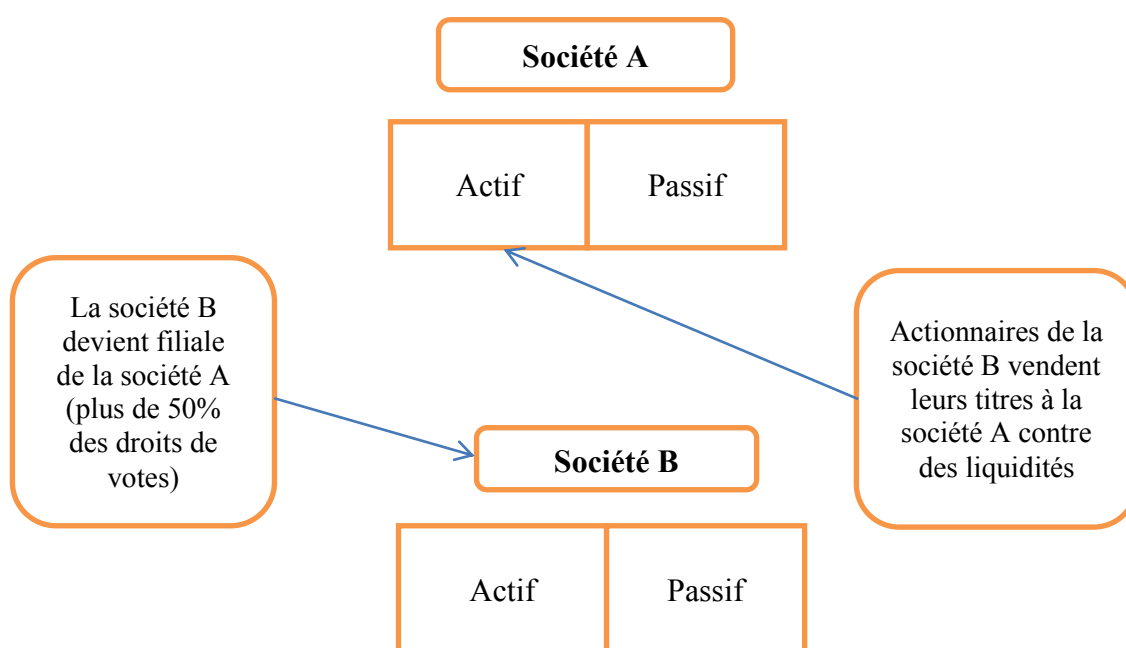 Société A
Actif
Passif
La société B
devient filiale
de la société A
(plus de 50%
des droits de
votes)
Actionnaires de la
société B vendent
leurs titres à la
société A contre
des liquidités
Société B
Actif
Passif